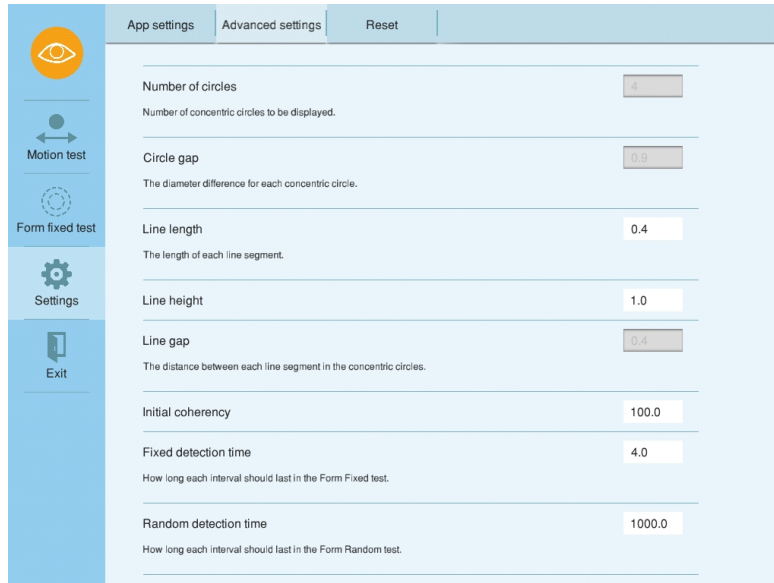 App settings
Advanced settings
Reset
Motion test
Form fixed test
Settings
Exit
Number of circles
4
Number of concentric circles to be displayed.
Circle gap
0.9
The diameter difference for each concentric circle.
Line length
0.4
The length of each line segment.
Line height
1.0
Line gap
0.4
The distance between each line segment in the concentric circles.
Initial coherency
100.0
Fixed detection time
4.0
How long each interval should last in the Form Fixed test.
Random detection time
1000.0
How long each interval should last in the Form Random test.